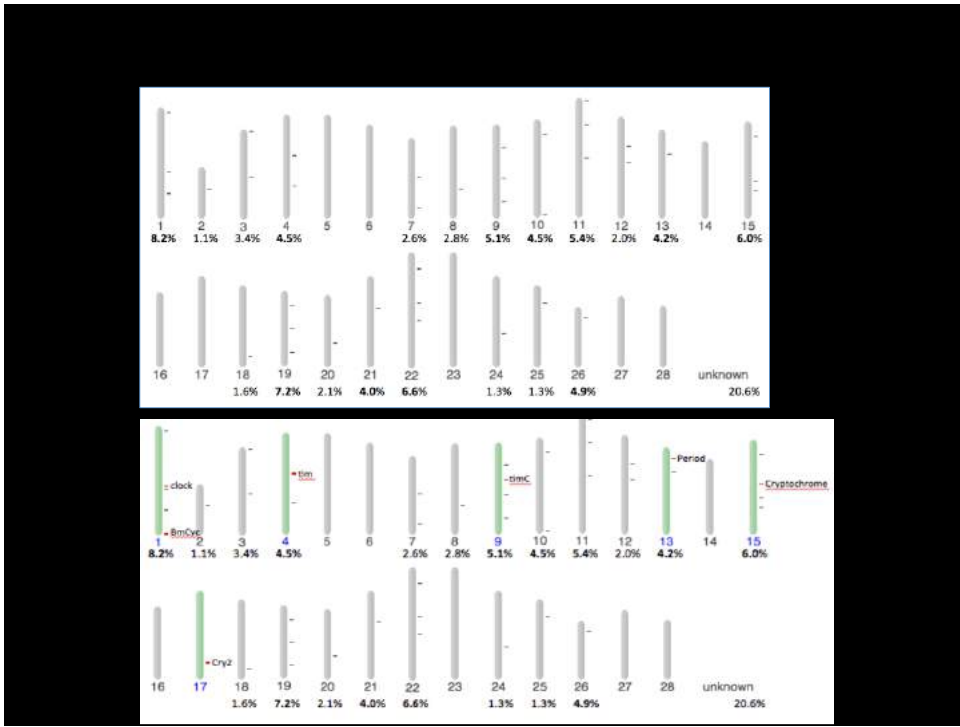 1 2 3 4 5 6 7 8 9 10 11 12 13 14 15
8.2% 1.1% 3.4% 4.5% 2.6% 2.8% 5.1% 4.5% 5.4% 2.0% 4.2% 6.0%
16 17 18 19 20 21 22 23 24 25 26 27 28 unknown
1.6% 7.2% 2.1% 4.0% 6.6% 1.3% 1.3% 4.9% 20.6%
Period
tim
timC
Cryptochrome
clock
BmCyc
1 2 3 4 5 6 7 8 9 10 11 12 13 14 15
8.2% 1.1% 3.4% 4.5% 2.6% 2.8% 5.1% 4.5% 5.4% 2.0% 4.2% 6.0%
Cry2
16 17 18 19 20 21 22 23 24 25 26 27 28 unknown
1.6% 7.2% 2.1% 4.0% 6.6% 1.3% 1.3% 4.9% 20.6%